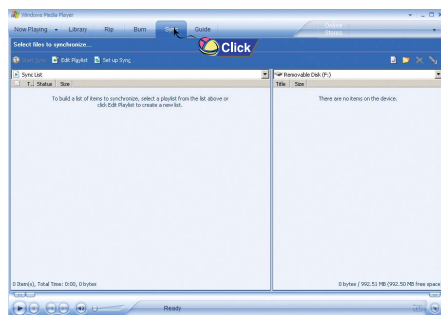 Windows Media Player
Now Playing Library Rip Burn Guide
Online
Stores
Click
Select files to synchronize...
Start Sync Edit Playlist Set up Sync
Sync List
T... Status Size
To build a list of items to synchronize, select a playlist from the list above or
click Edit Playlist to create a new list.
0 Item(s), Total Time: 0:00, 0 bytes
Removable Disk (F:)
Title Size
There are no items on the device.
0 bytes / 992.51 MB (992.50 MB free space
Ready